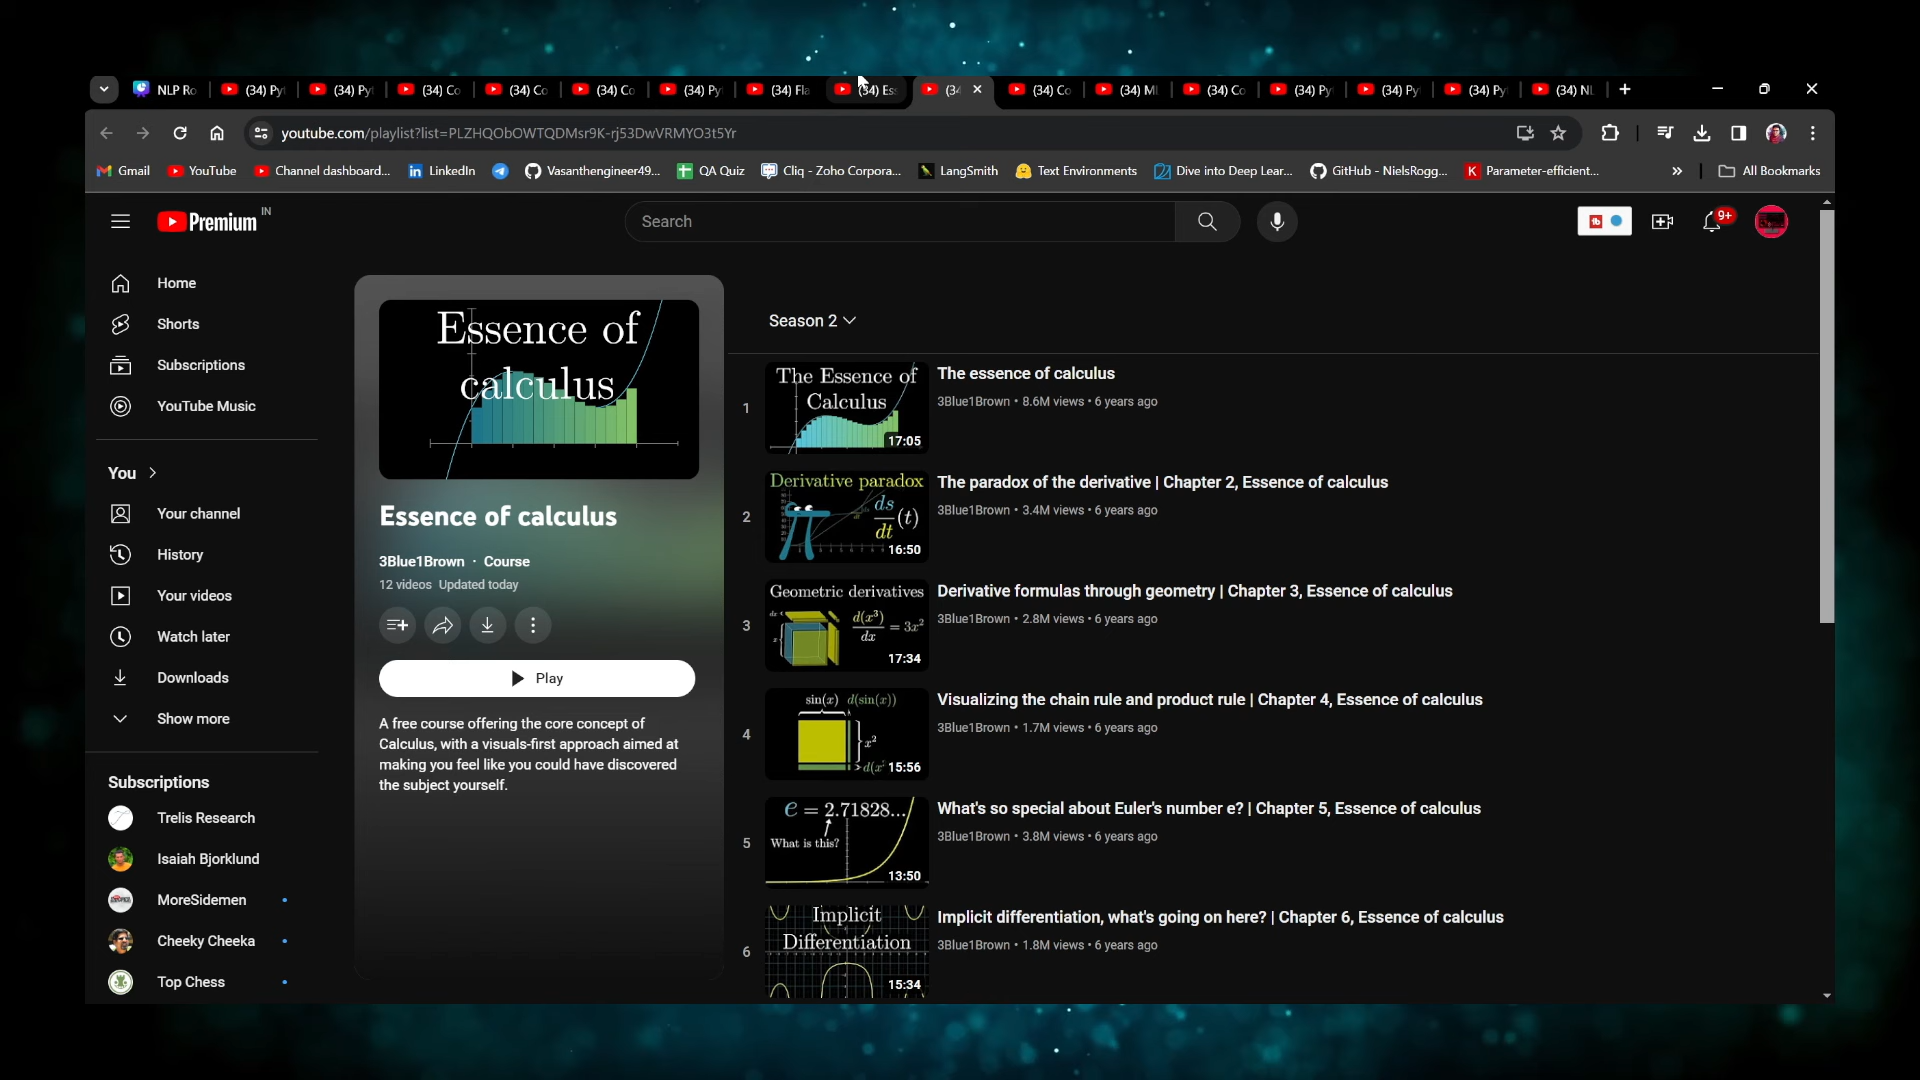 NLP Ro
(34) Py
(34) Py
(34) Co
(34) Co
(34) Co
(34) Py
(34) Fla
(34) Ess
(34
(34) Co
(34) Co
(34) Py
(34) Py
(34) Py
(34) NL
youtube.com/playlist?list=PLZHQObOWTQDMsr9K-rj53DwVRMYO3t5Yr
Gmail
YouTube
Channel dashboard...
LinkedIn
Vasanthengineer49...
QA Quiz
Cliq - Zoho Corpora...
LangSmith
Text Environments
Dive into Deep Lear...
GitHub - NielsRogg...
Parameter-efficient...
»
All Bookmarks
Premium IN
Search
9+
Home
Shorts
Subscriptions
YouTube Music
You
Your channel
History
Your videos
Watch later
Downloads
Show more
Subscriptions
Trelis Research
Isaiah Bjorklund
MoreSidemen
Cheeky Cheeka
Top Chess
Essence of
calculus
Essence of calculus
3Blue1Brown · Course
12 videos Updated today
Play
A free course offering the core concept of
Calculus, with a visuals-first approach aimed at
making you feel like you could have discovered
the subject yourself.
Season 2
1
The Essence of
Calculus
17:05
The essence of calculus
3Blue1Brown • 8.6M views • 6 years ago
2
Derivative paradox
ds
dt (t)
16:50
The paradox of the derivative | Chapter 2, Essence of calculus
3Blue1Brown • 3.4M views • 6 years ago
3
Geometric derivatives
d(x³)
dx = 3x²
17:34
Derivative formulas through geometry | Chapter 3, Essence of calculus
3Blue1Brown • 2.8M views • 6 years ago
4
sin(x) d(sin(x))
x²
d(x²
15:56
Visualizing the chain rule and product rule | Chapter 4, Essence of calculus
3Blue1Brown • 1.7M views • 6 years ago
5
e = 2.71828...
What is this?
13:50
What's so special about Euler's number e? | Chapter 5, Essence of calculus
3Blue1Brown • 3.8M views • 6 years ago
6
Implicit
Differentiation
15:34
Implicit differentiation, what's going on here? | Chapter 6, Essence of calculus
3Blue1Brown • 1.8M views • 6 years ago